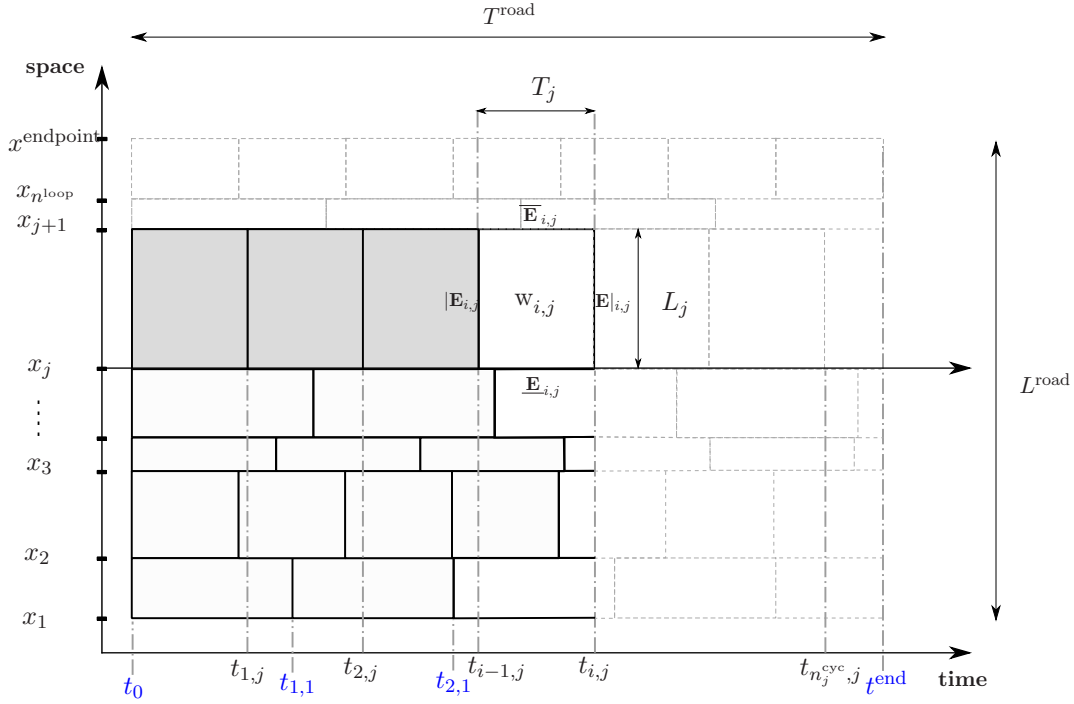 T^road
space
T_j
x^endpoint
x_{n^loop}
x_{j+1}
\overline{E}_{i,j}
|E_{i,j}
w_{i,j}
E|_{i,j}
L_j
x_j
\underline{E}_{i,j}
L^road
x_3
x_2
x_1
t_{1,j} t_{2,j} t_{i−1,j} t_{i,j} t_{n_j^cyc,j}
t_0 t_{1,1} t_{2,1} t^end time